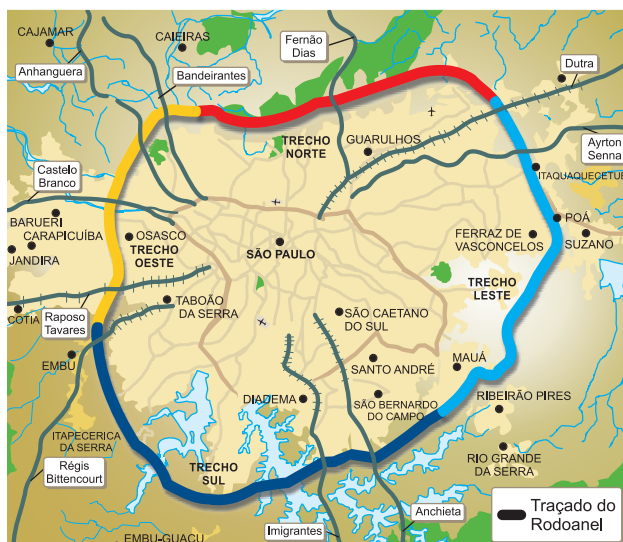 CAJAMAR
CAIEIRAS
Fernão
Dias
Anhanguera
Bandeirantes
Dutra
TRECHO
NORTE
GUARULHOS
Ayrton
Senna
Castelo
Branco
ITAQUAQUECETUB
BARUERI
CARAPICUÍBA
JANDIRA
OSASCO
TRECHO
OESTE
SÃO PAULO
FERRAZ DE
VASCONCELOS
POÁ
SUZANO
TRECHO
LESTE
COTIA
Raposo
Tavares
TABOÃO
DA SERRA
SÃO CAETANO
DO SUL
EMBU
SANTO ANDRÉ
MAUÁ
DIADEMA
SÃO BERNARDO
DO CAMPO
RIBEIRÃO PIRES
ITAPECERICA
DA SERRA
RIO GRANDE
DA SERRA
Régis
Bittencourt
TRECHO
SUL
Traçado do
Rodoanel
Anchieta
Imigrantes
EMBU-GUAÇU